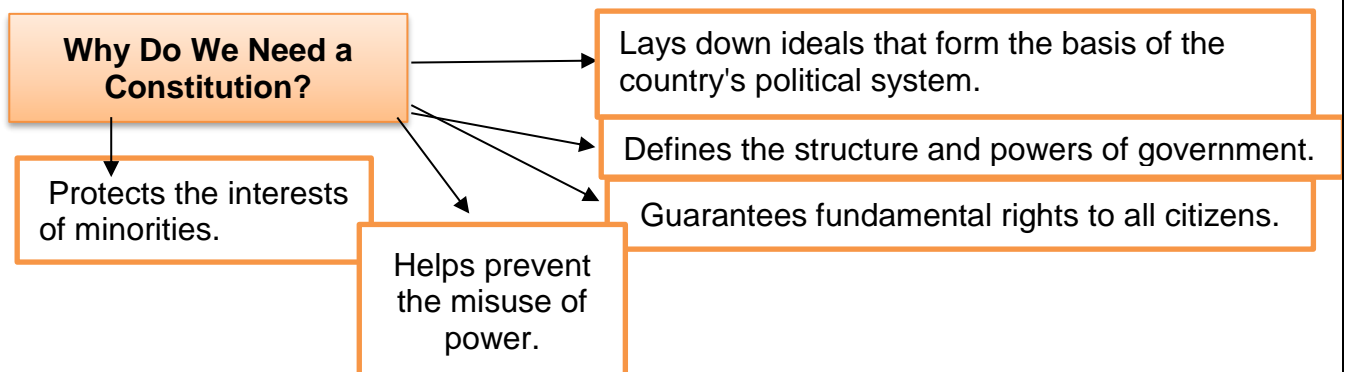 Why Do We Need a
Constitution?
Lays down ideals that form the basis of the
country's political system.
Defines the structure and powers of government.
Guarantees fundamental rights to all citizens.
Protects the interests
of minorities.
Helps prevent
the misuse of
power.